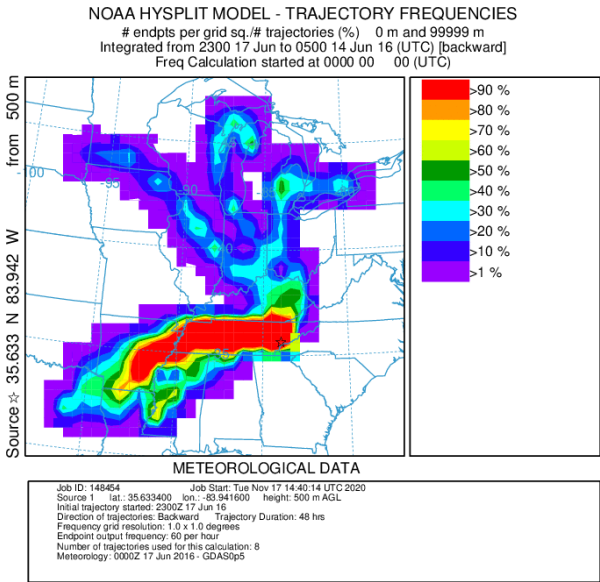 NOAA HYSPLIT MODEL - TRAJECTORY FREQUENCIES
# endpts per grid sq./# trajectories (%) 0 m and 99999 m
Integrated from 2300 17 Jun to 0500 14 Jun 16 (UTC) [backward]
Freq Calculation started at 0000 00 00 (UTC)
Source ☆ 35.633 N 83.942 W from 500 m
-100
-95
-90
-85
45
>90 %
>80 %
>70 %
>60 %
>50 %
>40 %
>30 %
>20 %
>10 %
>1 %
METEOROLOGICAL DATA
Job ID: 148454 Job Start: Tue Nov 17 14:40:14 UTC 2020
Source 1 lat.: 35.633400 lon.: -83.941600 height: 500 m AGL
Initial trajectory started: 2300Z 17 Jun 16
Direction of trajectories: Backward Trajectory Duration: 48 hrs
Frequency grid resolution: 1.0 x 1.0 degrees
Endpoint output frequency: 60 per hour
Number of trajectories used for this calculation: 8
Meteorology: 0000Z 17 Jun 2016 - GDAS0p5